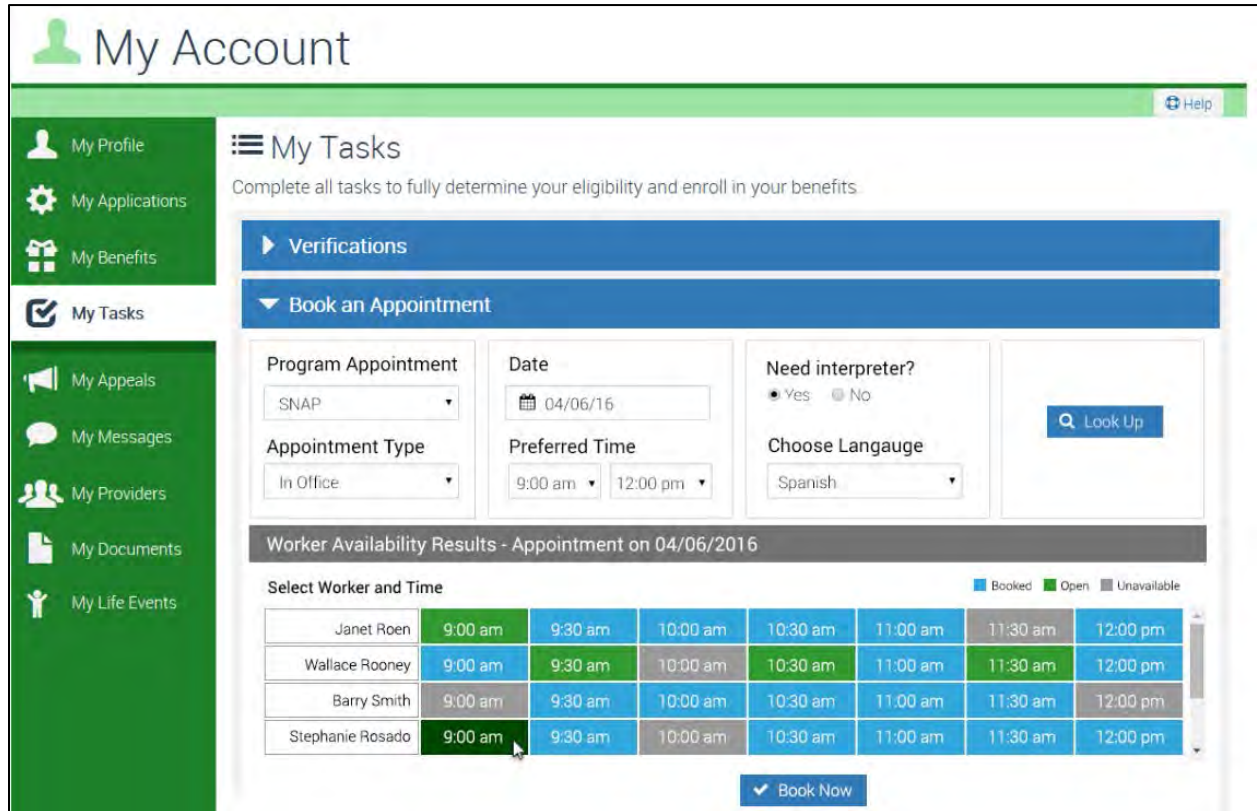 My Account
Help
My Profile
My Applications
My Benefits
My Tasks
My Appeals
My Messages
My Providers
My Documents
My Life Events
My Tasks
Complete all tasks to fully determine your eligibility and enroll in your benefits.
Verifications
Book an Appointment
Program Appointment
SNAP
Appointment Type
In Office
Date
04/06/16
Preferred Time
9:00 am 12:00 pm
Need interpreter?
Yes No
Choose Langauge
Spanish
Look Up
Worker Availability Results - Appointment on 04/06/2016
Select Worker and Time
Booked Open Unavailable
Janet Roen 9:00 am 9:30 am 10:00 am 10:30 am 11:00 am 11:30 am 12:00 pm
Wallace Rooney 9:00 am 9:30 am 10:00 am 10:30 am 11:00 am 11:30 am 12:00 pm
Barry Smith 9:00 am 9:30 am 10:00 am 10:30 am 11:00 am 11:30 am 12:00 pm
Stephanie Rosado 9:00 am 9:30 am 10:00 am 10:30 am 11:00 am 11:30 am 12:00 pm
Book Now